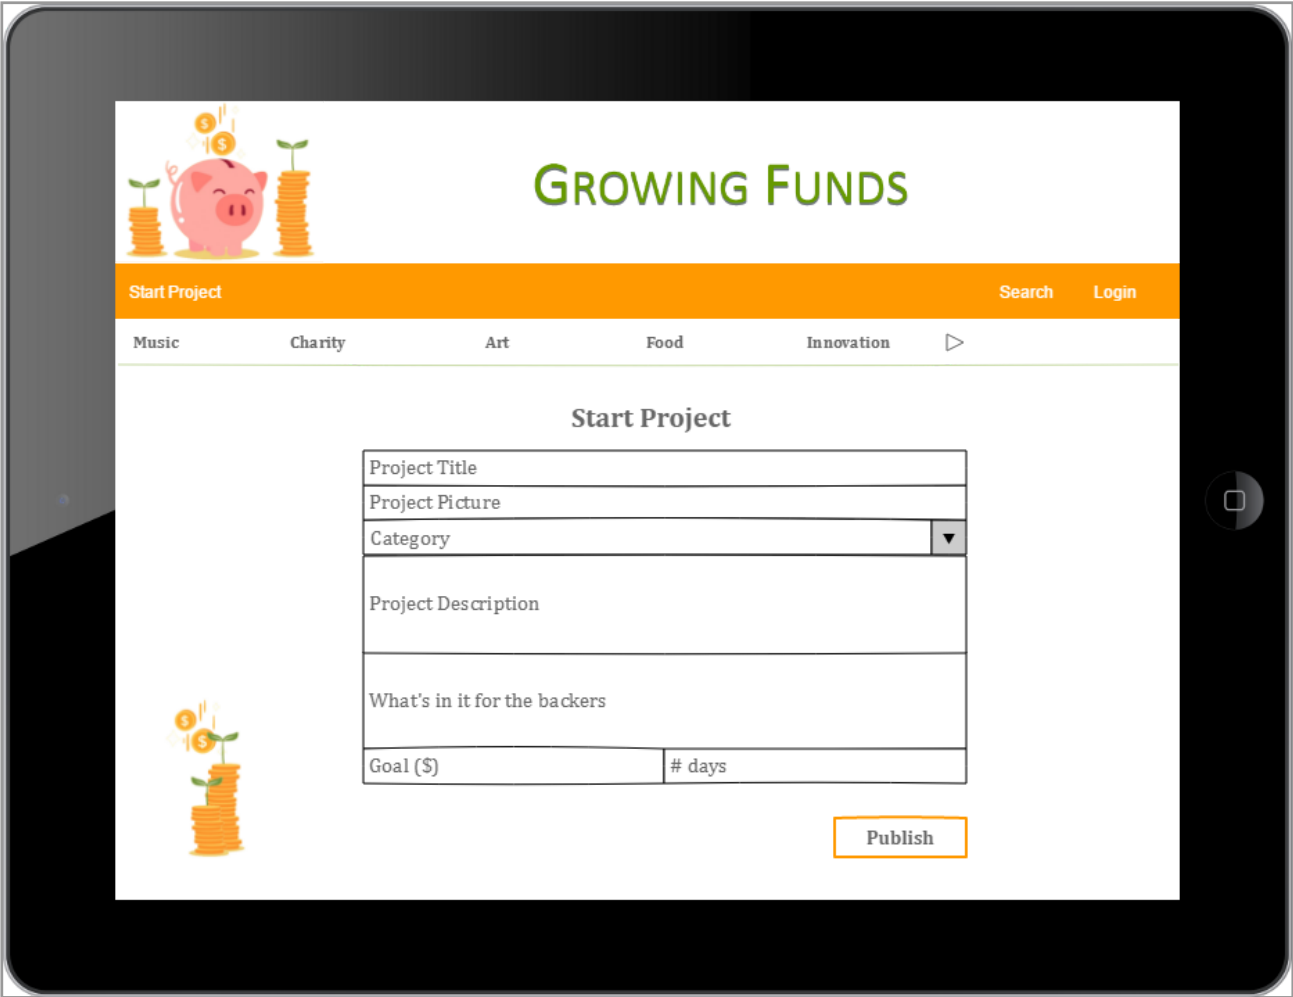 GROWING FUNDS
Start Project Search Login
Music Charity Art Food Innovation
Start Project
Project Title
Project Picture
Category
Project Description
What's in it for the backers
Goal ($) # days
Publish